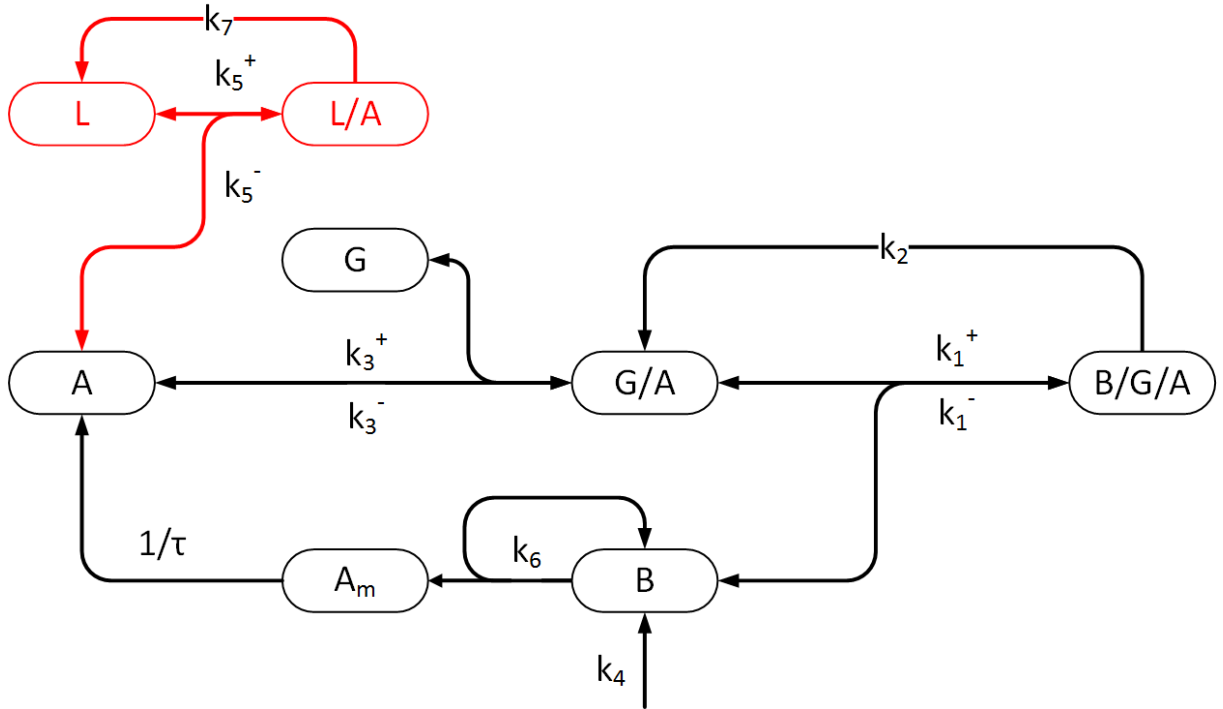 k₇
k₅⁺
L
L/A
k₅⁻
G
k₂
k₃⁺
k₁⁺
A
G/A
B/G/A
k₃⁻
k₁⁻
1/τ
k₆
Aₘ
B
k₄